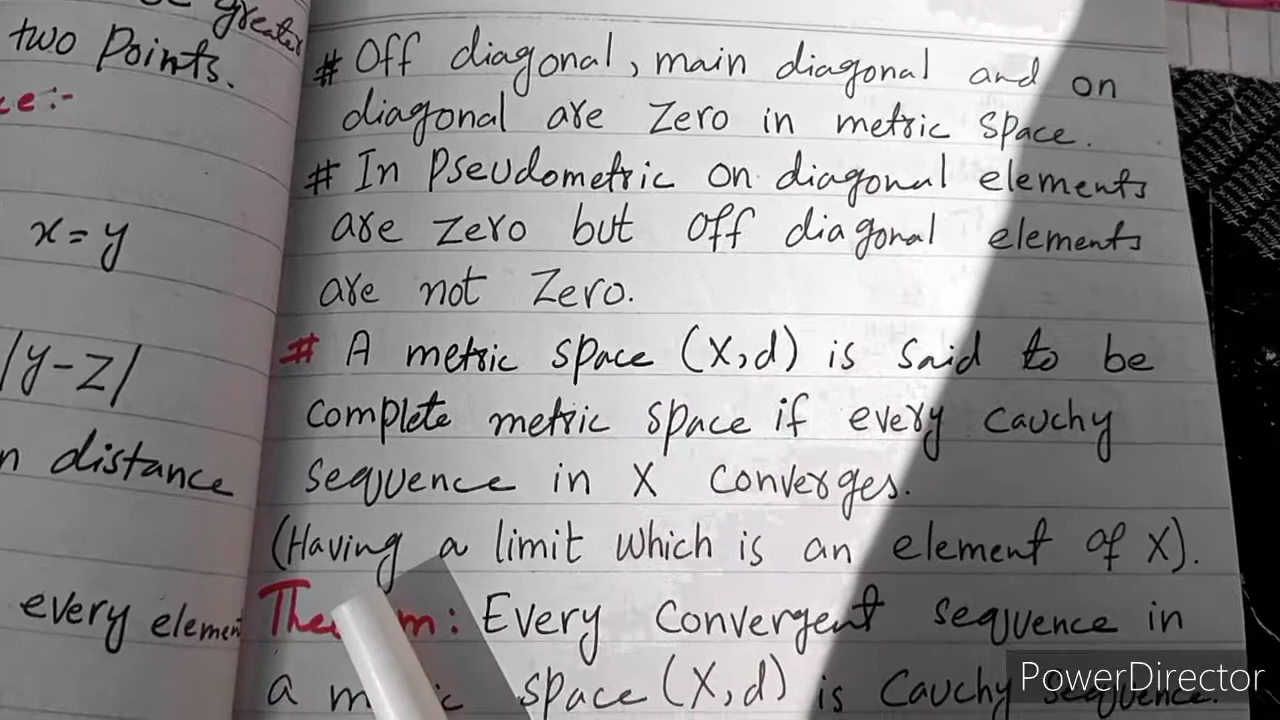 greater
two Points.
x=y
|y-z|
distance
every element
# Off diagonal, main diagonal and on
diagonal are Zero in metric space.
# In pseudometric on diagonal elements
are zero but off diagonal elements
are not Zero.
# A metric space (X,d) is said to be
complete metric space if every cauchy
sequence in X converges.
(Having a limit which is an element of X).
Every convergent sequence in
a space (X,d) is Cauchy sequence.
PowerDirector